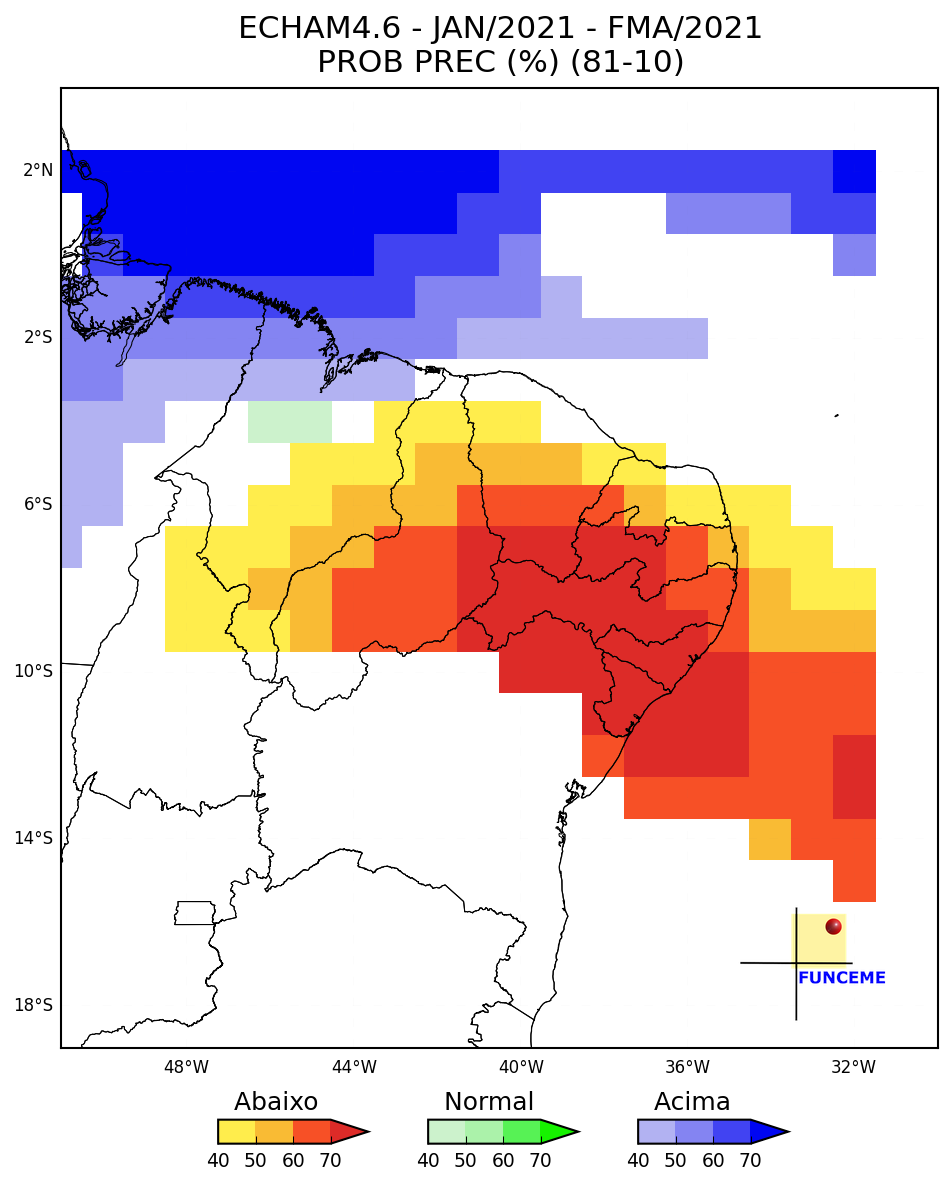 ECHAM4.6 - JAN/2021 - FMA/2021
PROB PREC (%) (81-10)
2°N
2°S
6°S
10°S
14°S
18°S
FUNCEME
48°W 44°W 40°W 36°W 32°W
Abaixo Normal Acima
40 50 60 70 40 50 60 70 40 50 60 70